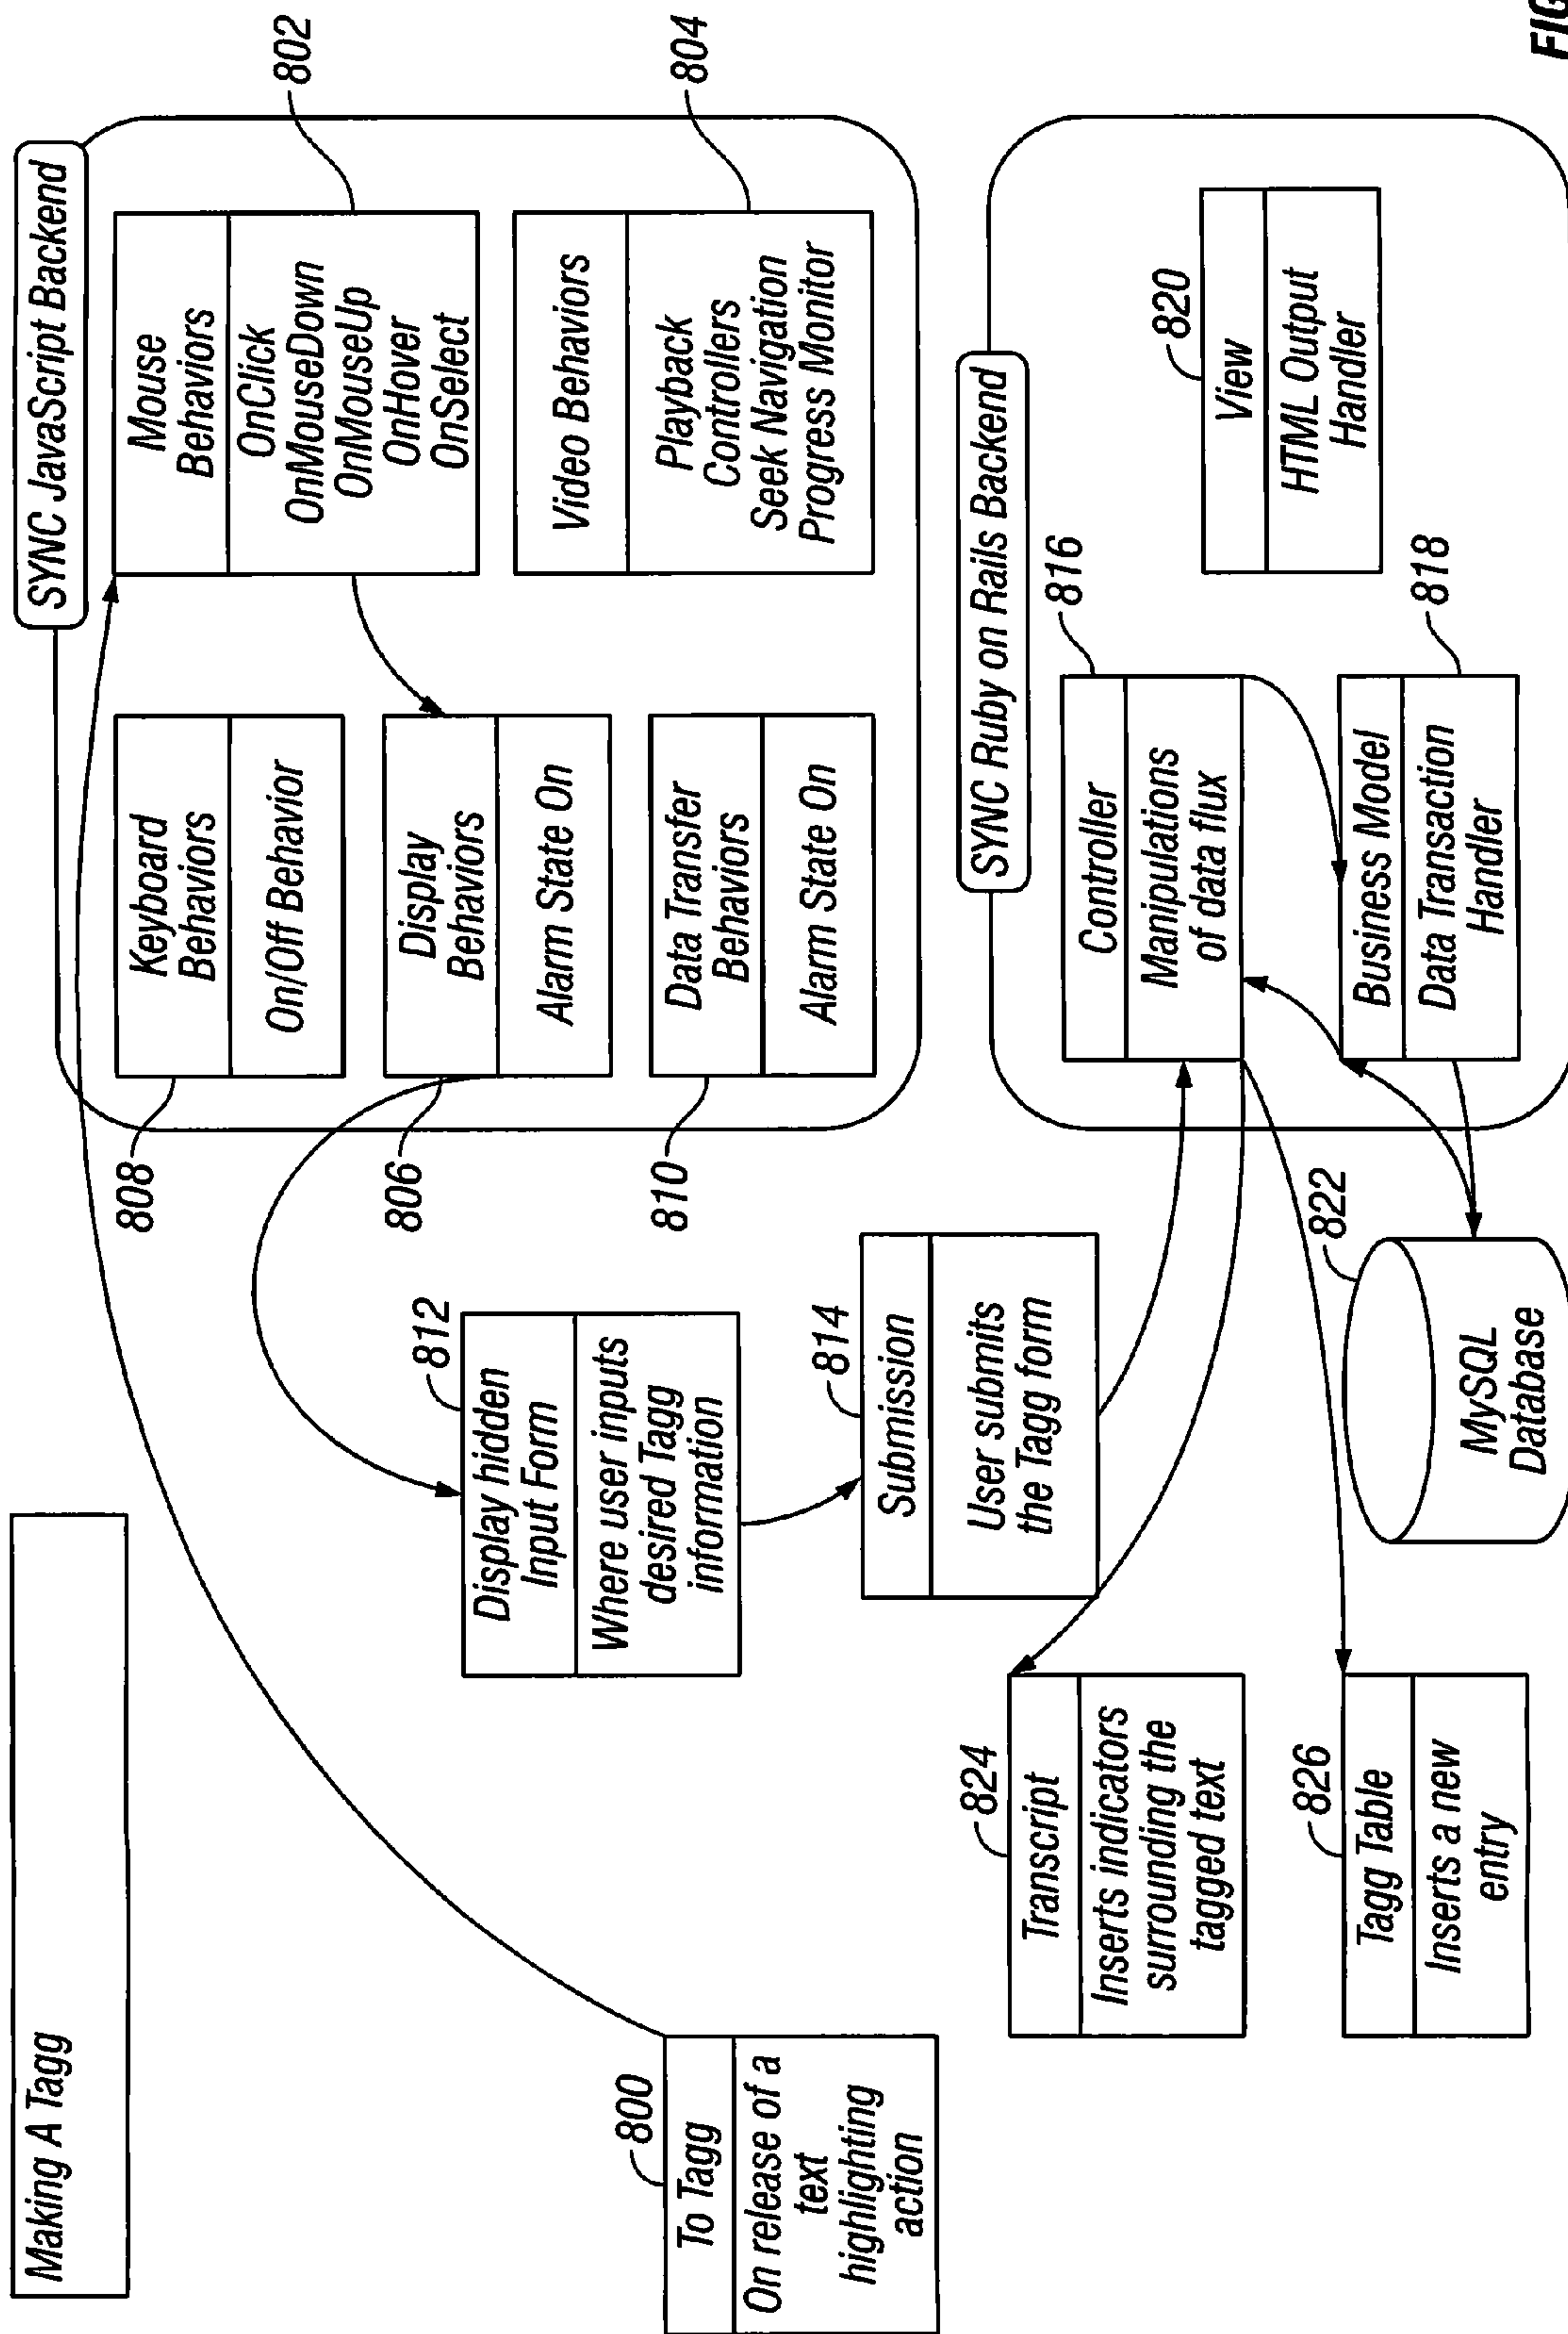 Making A Tagg
SYNC JavaScript Backend
808
Keyboard
Behaviors
On/Off Behavior
Mouse
Behaviors
OnClick
OnMouseDown
OnMouseUp
OnHover
OnSelect
802
806
Display
Behaviors
Alarm State On
Video Behaviors
Playback
Controllers
Seek Navigation
Progress Monitor
804
810
Data Transfer
Behaviors
Alarm State On
812
Display hidden
Input Form
Where user inputs
desired Tagg
information
800
To Tagg
On release of a
text
highlighting
action
814
Submission
User submits
the Tagg form
SYNC Ruby on Rails Backend
816
Controller
Manipulations
of data flux
820
View
HTML Output
Handler
818
Business Model
Data Transaction
Handler
824
Transcript
Inserts indicators
surrounding the
tagged text
826
Tagg Table
Inserts a new
entry
822
MySQL
Database
FIG